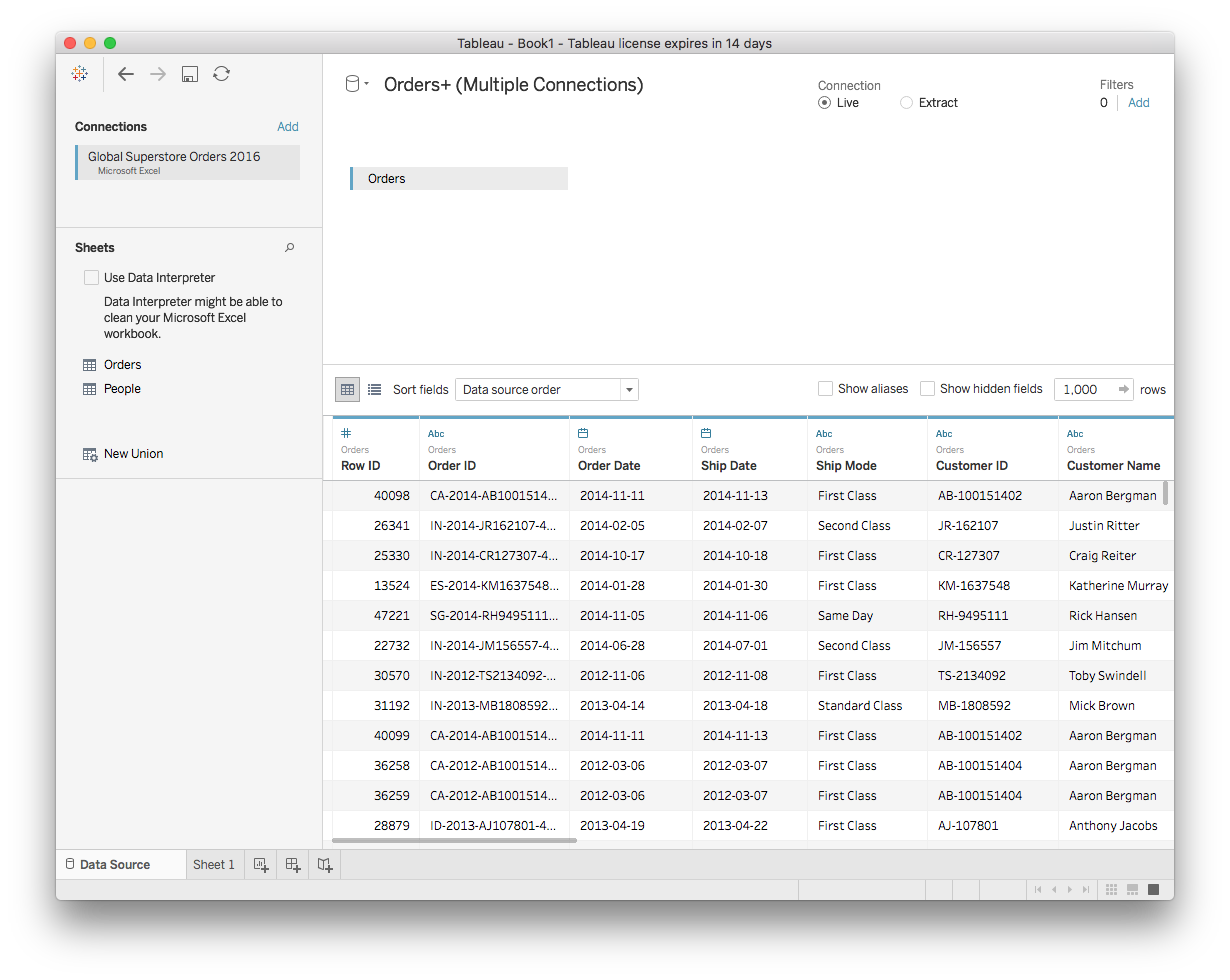 Tableau - Book1 - Tableau license expires in 14 days
Connections Add
Global Superstore Orders 2016
Microsoft Excel
Sheets
Use Data Interpreter
Data Interpreter might be able to
clean your Microsoft Excel
workbook.
Orders
People
New Union
Orders+ (Multiple Connections)
Connection
Live Extract
Filters
0 Add
Orders
Sort fields Data source order Show aliases Show hidden fields 1,000 rows
# Abc Abc Abc Abc
Orders Orders Orders Orders Orders Orders Orders
Row ID Order ID Order Date Ship Date Ship Mode Customer ID Customer Name
40098 CA-2014-AB1001514... 2014-11-11 2014-11-13 First Class AB-100151402 Aaron Bergman
26341 IN-2014-JR162107-4... 2014-02-05 2014-02-07 Second Class JR-162107 Justin Ritter
25330 IN-2014-CR127307-4... 2014-10-17 2014-10-18 First Class CR-127307 Craig Reiter
13524 ES-2014-KM1637548... 2014-01-28 2014-01-30 First Class KM-1637548 Katherine Murray
47221 SG-2014-RH9495111... 2014-11-05 2014-11-06 Same Day RH-9495111 Rick Hansen
22732 IN-2014-JM156557-4... 2014-06-28 2014-07-01 Second Class JM-156557 Jim Mitchum
30570 IN-2012-TS2134092-... 2012-11-06 2012-11-08 First Class TS-2134092 Toby Swindell
31192 IN-2013-MB1808592... 2013-04-14 2013-04-18 Standard Class MB-1808592 Mick Brown
40099 CA-2014-AB1001514... 2014-11-11 2014-11-13 First Class AB-100151402 Aaron Bergman
36258 CA-2012-AB1001514... 2012-03-06 2012-03-07 First Class AB-100151404 Aaron Bergman
36259 CA-2012-AB1001514... 2012-03-06 2012-03-07 First Class AB-100151404 Aaron Bergman
28879 ID-2013-AJ107801-4... 2013-04-19 2013-04-22 First Class AJ-107801 Anthony Jacobs
Data Source Sheet 1